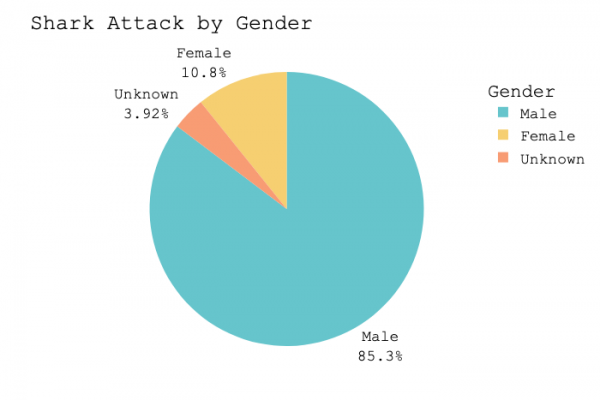 Shark Attack by Gender
Female
10.8%
Unknown
3.92%
Male
85.3%
Gender
Male
Female
Unknown